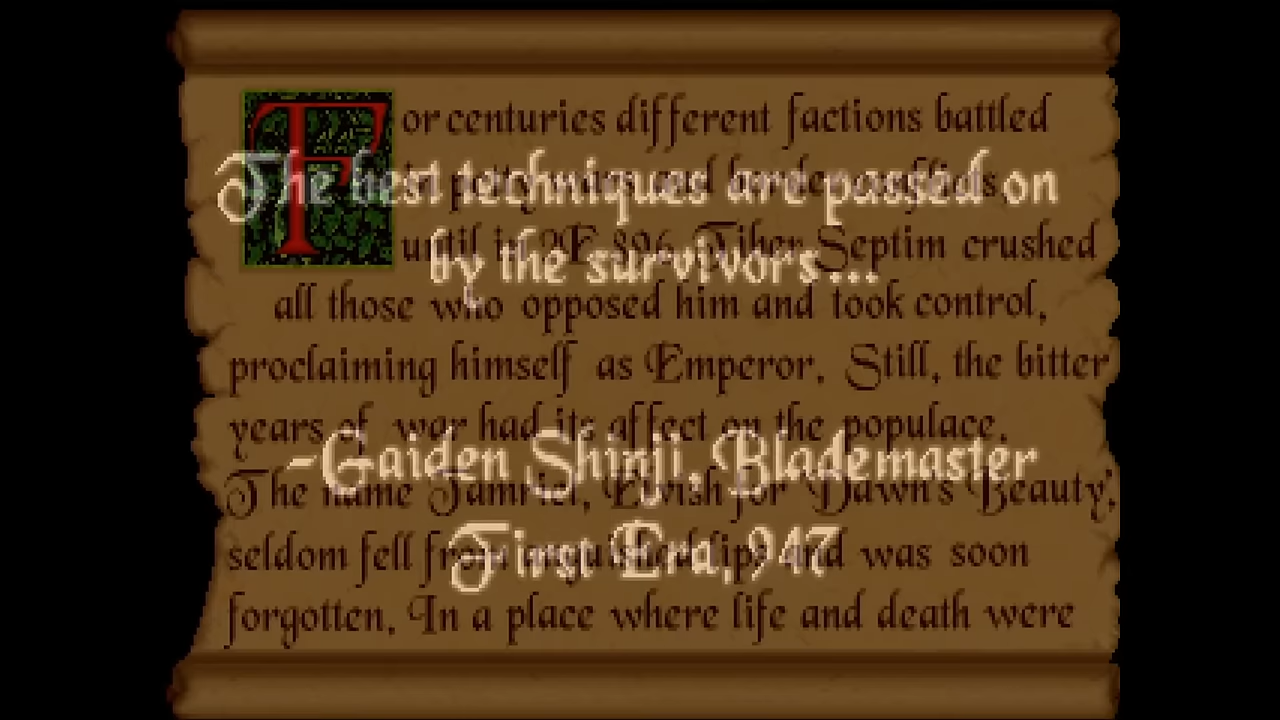 For centuries different factions battled
The best techniques are passed on
until in 2E 896 Tiber Septim crushed
by the survivors...
all those who opposed him and took control,
proclaiming himself as Emperor. Still, the bitter
years of war had its affect on the populace.
-Gaiden Shinji, Blademaster
The name Tamriel, Elvish for 'Dawn's Beauty',
seldom fell from lips and was soon
First Era, 947
forgotten. In a place where life and death were